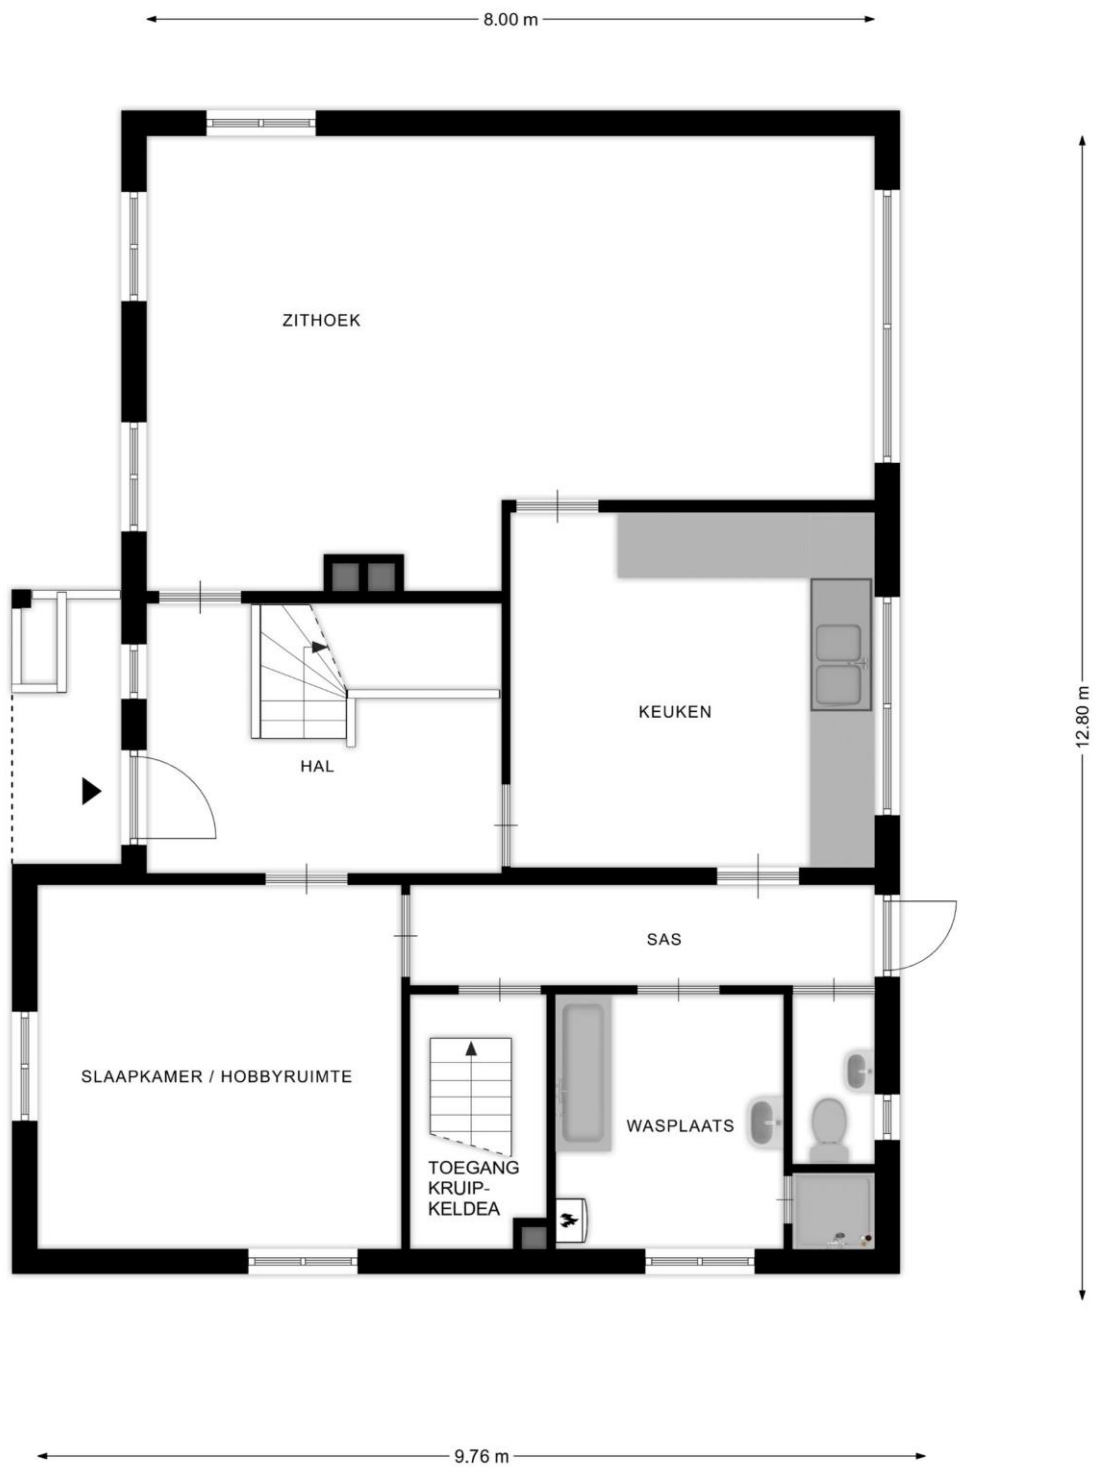 8.00 m
ZITHOEK
12.80 m
KEUKEN
HAL
SAS
SLAAPKAMER / HOBBYRUIMTE
WASPLAATS
TOEGANG
KRUIP-
KELDEA
9.76 m